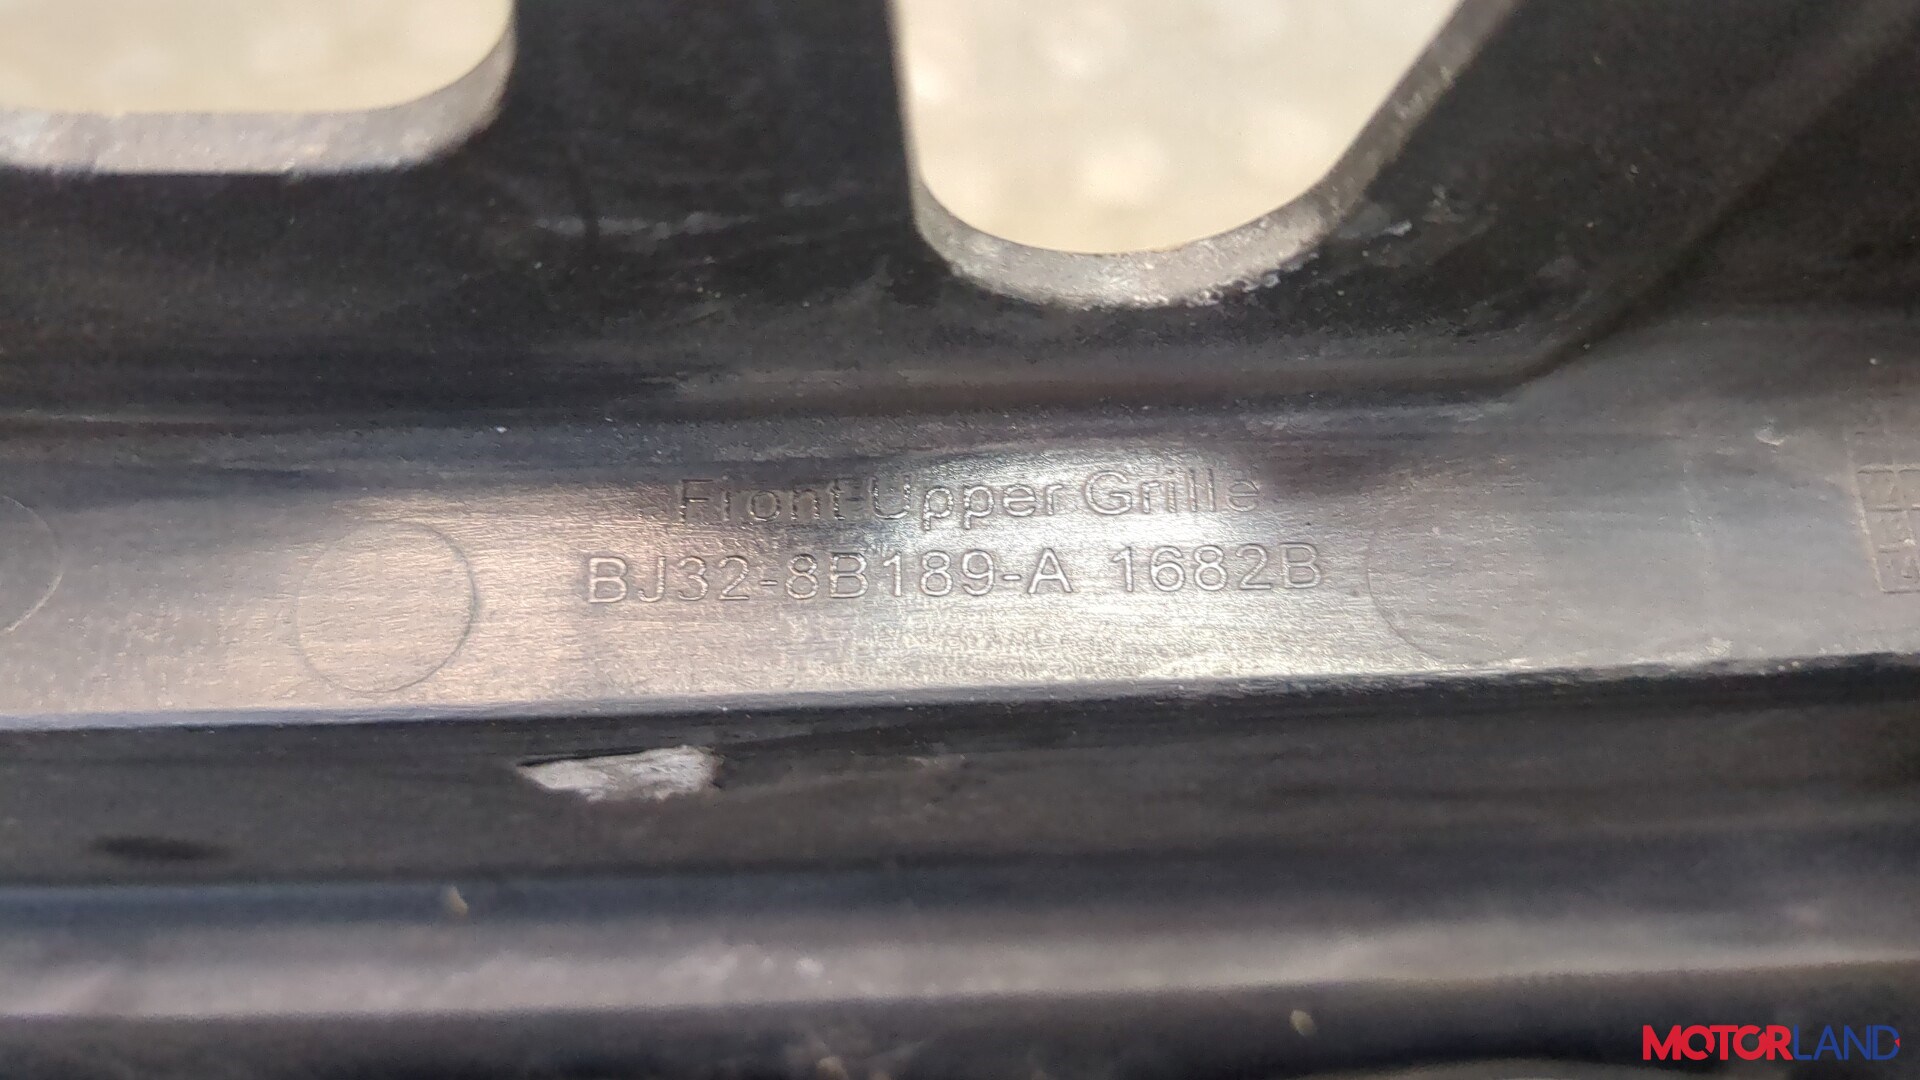 Front Upper Grille
BJ32-8B189-A 1682B
MOTORLAND